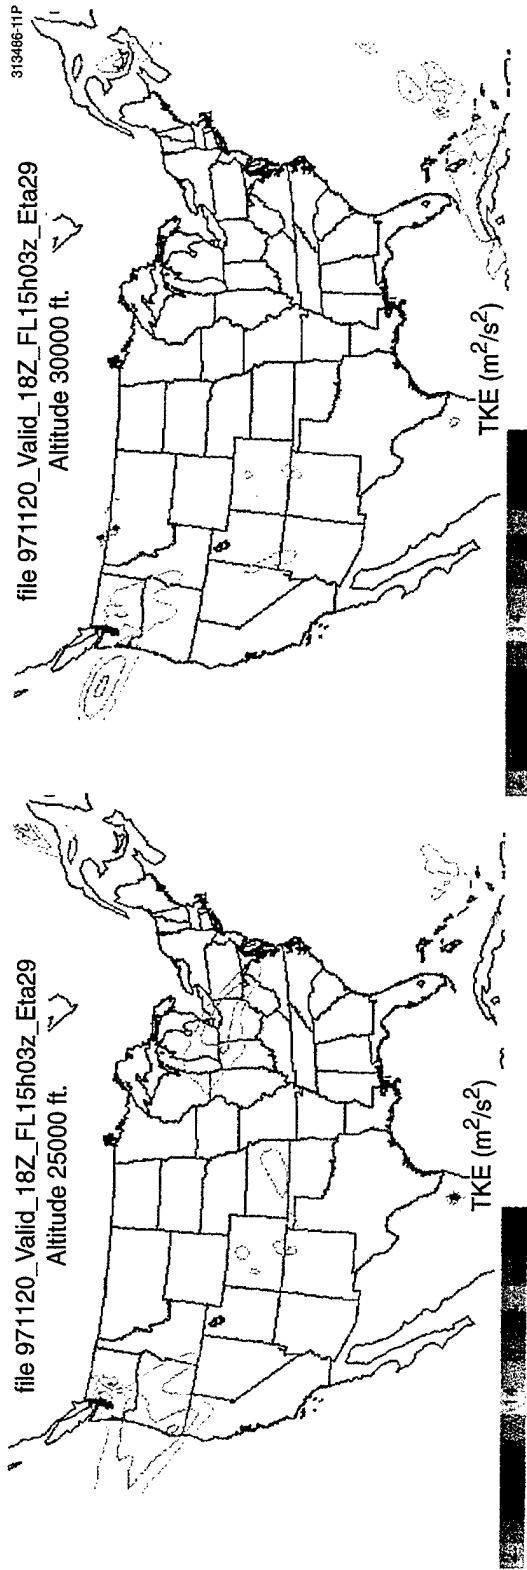 file 971120_Valid_18Z_FL15h03z_Eta29
Altitude 25000 ft.
TKE (m²/s²)
313486-11P
file 971120_Valid_18Z_FL15h03z_Eta29
Altitude 30000 ft.
TKE (m²/s²)